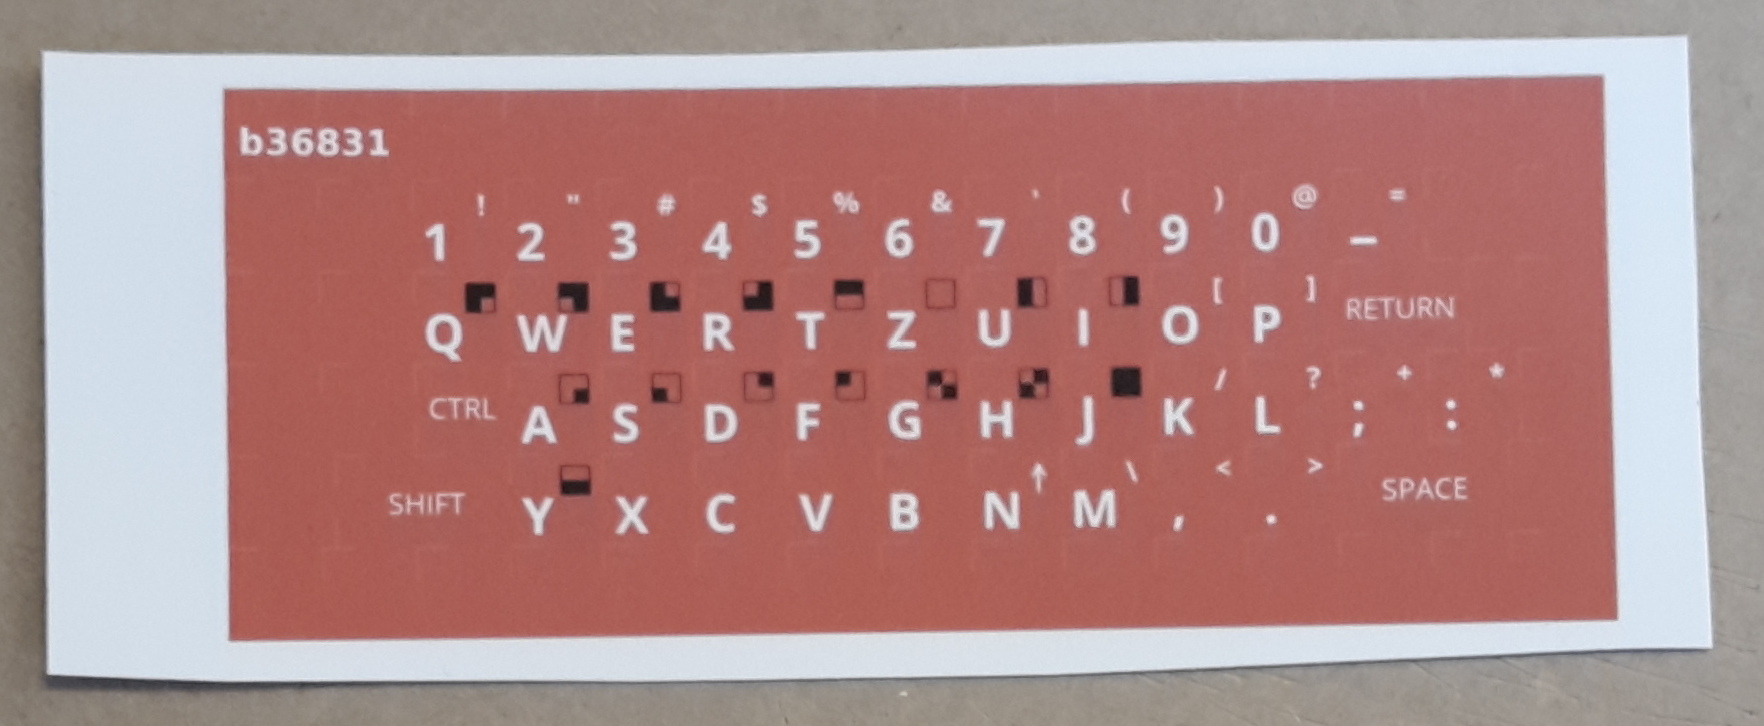 b36831
! " # $ % & ' ( ) @ =
1 2 3 4 5 6 7 8 9 0 –
[ ]
Q W E R T Z U I O P RETURN
/ ? + *
CTRL A S D F G H J K L ; :
↑ \ < >
SHIFT Y X C V B N M , . SPACE